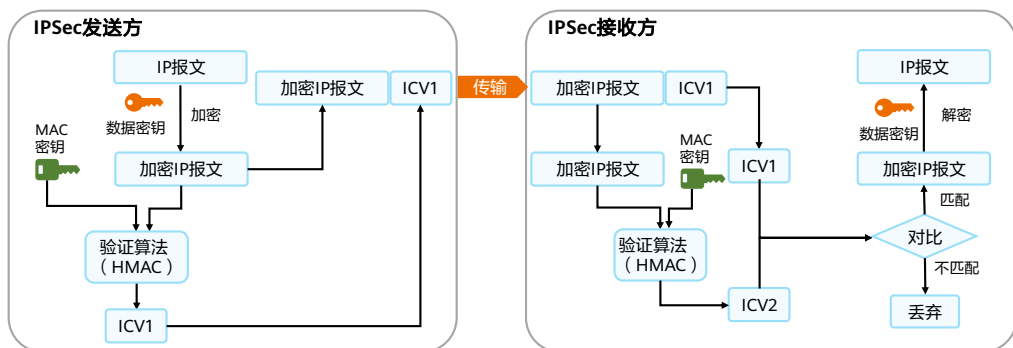 IPSec发送方
IP报文
加密
数据密钥
MAC
密钥
加密IP报文
验证算法
（HMAC）
ICV1
加密IP报文
ICV1
传输
IPSec接收方
加密IP报文
ICV1
加密IP报文
MAC
密钥
ICV1
验证算法
（HMAC）
ICV2
IP报文
解密
数据密钥
加密IP报文
匹配
对比
不匹配
丢弃